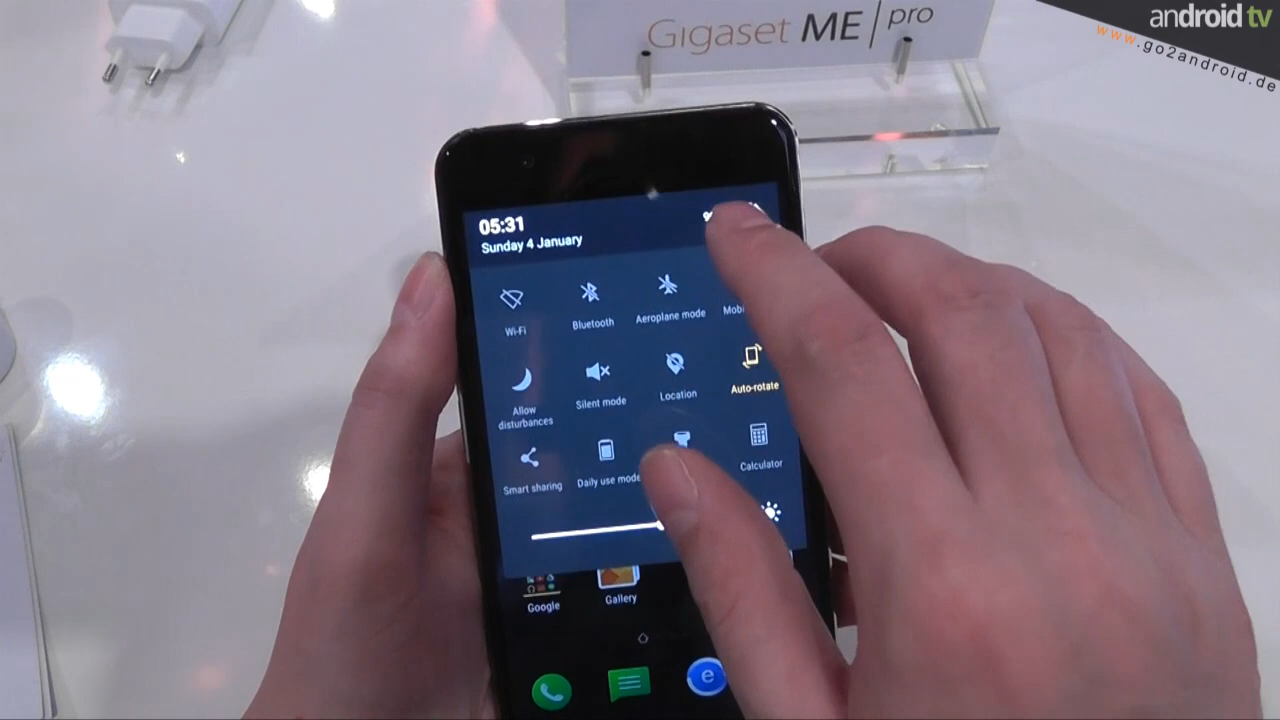 android tv
www.go2android.de
Gigaset ME pro
05:31
Sunday 4 January
Wi-Fi
Bluetooth
Aeroplane mode
Allow disturbances
Silent mode
Location
Auto-rotate
Smart sharing
Daily use mode
Calculator
Google
Gallery